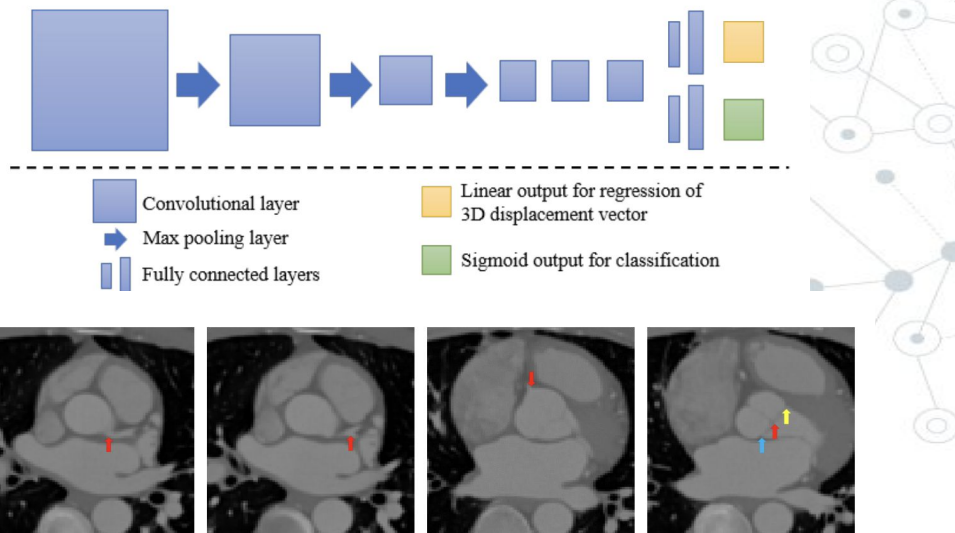 Convolutional layer
Max pooling layer
Fully connected layers
Linear output for regression of
3D displacement vector
Sigmoid output for classification